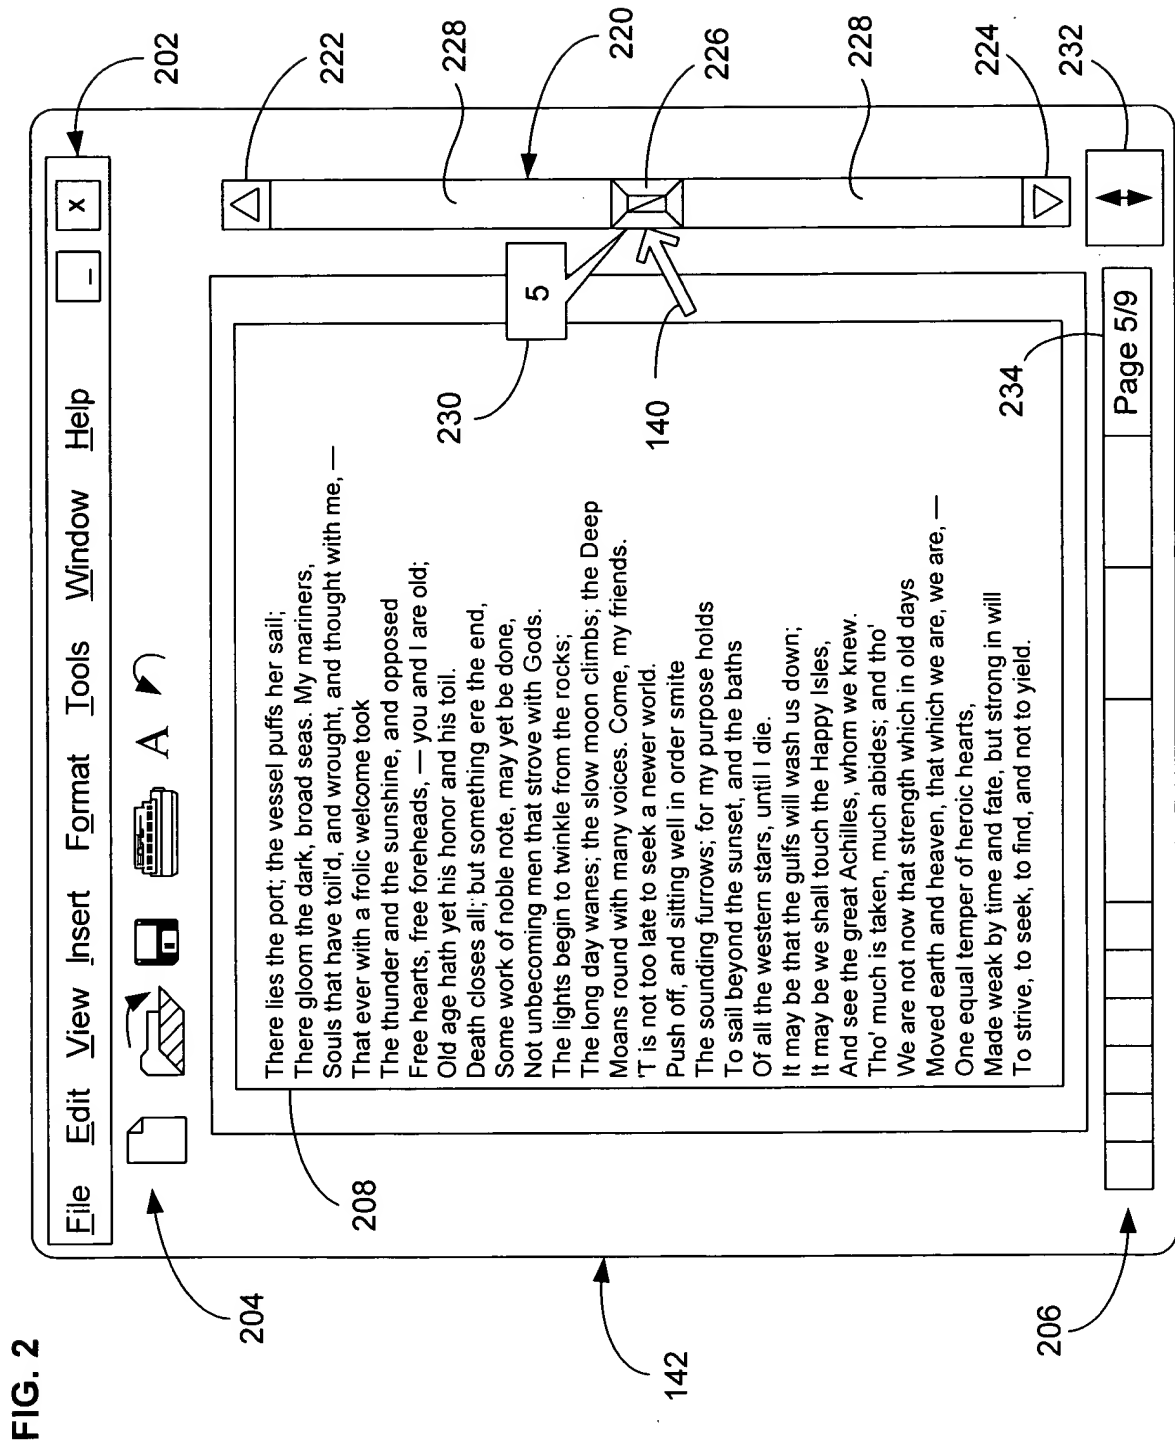 FIG. 2
File Edit View Insert Format Tools Window Help _ x
202
204
A
222
228
220
226
228
224
232
142
208
There lies the port; the vessel puffs her sail;
There gloom the dark, broad seas. My mariners,
Souls that have toil'd, and wrought, and thought with me, —
That ever with a frolic welcome took
The thunder and the sunshine, and opposed
Free hearts, free foreheads, — you and I are old;
Old age hath yet his honor and his toil.
Death closes all; but something ere the end,
Some work of noble note, may yet be done,
Not unbecoming men that strove with Gods.
The lights begin to twinkle from the rocks;
The long day wanes; the slow moon climbs; the Deep
Moans round with many voices. Come, my friends.
'T is not too late to seek a newer world.
Push off, and sitting well in order smite
The sounding furrows; for my purpose holds
To sail beyond the sunset, and the baths
Of all the western stars, until I die.
It may be that the gulfs will wash us down;
It may be we shall touch the Happy Isles,
And see the great Achilles, whom we knew.
Tho' much is taken, much abides; and tho'
We are not now that strength which in old days
Moved earth and heaven, that which we are, we are, —
One equal temper of heroic hearts,
Made weak by time and fate, but strong in will
To strive, to seek, to find, and not to yield.
5
230
140
234
206
Page 5/9